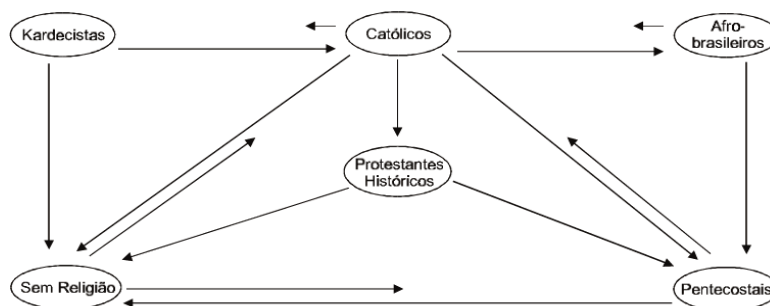 Kardecistas
Católicos
Afro-
brasileiros
Protestantes
Históricos
Sem Religião
Pentecostais